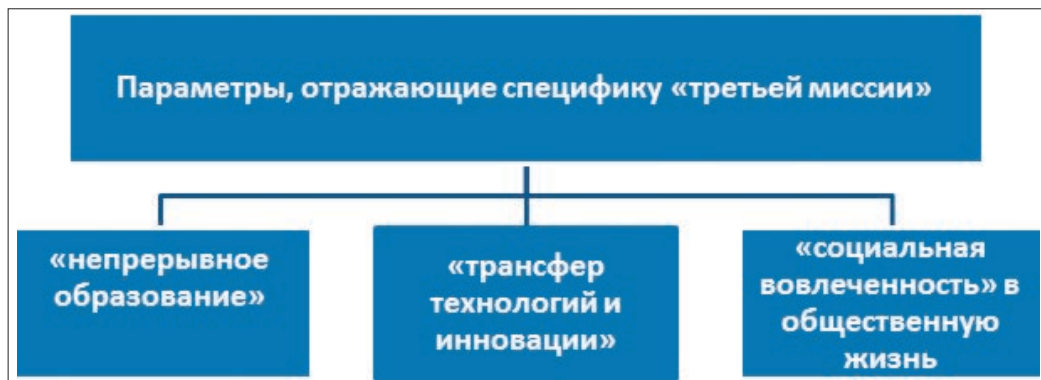 Параметры, отражающие специфику «третьей миссии»
«непрерывное
образование»
«трансфер
технологий и
инновации»
«социальная
вовлеченность» в
общественную
жизнь